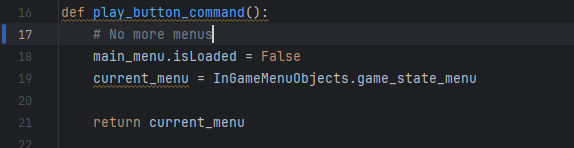 16 def play_button_command():
17     # No more menus
18     main_menu.isLoaded = False
19     current_menu = InGameMenuObjects.game_state_menu
20
21     return current_menu
22